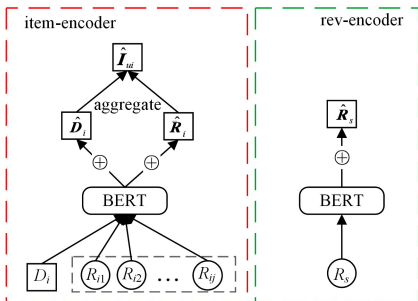 item-encoder
rev-encoder
Î_ui
aggregate
D̂_i
R̂_i
R̂_s
⊕
⊕
⊕
BERT
BERT
D_i
R_i1
R_i2
...
R_ij
R_s